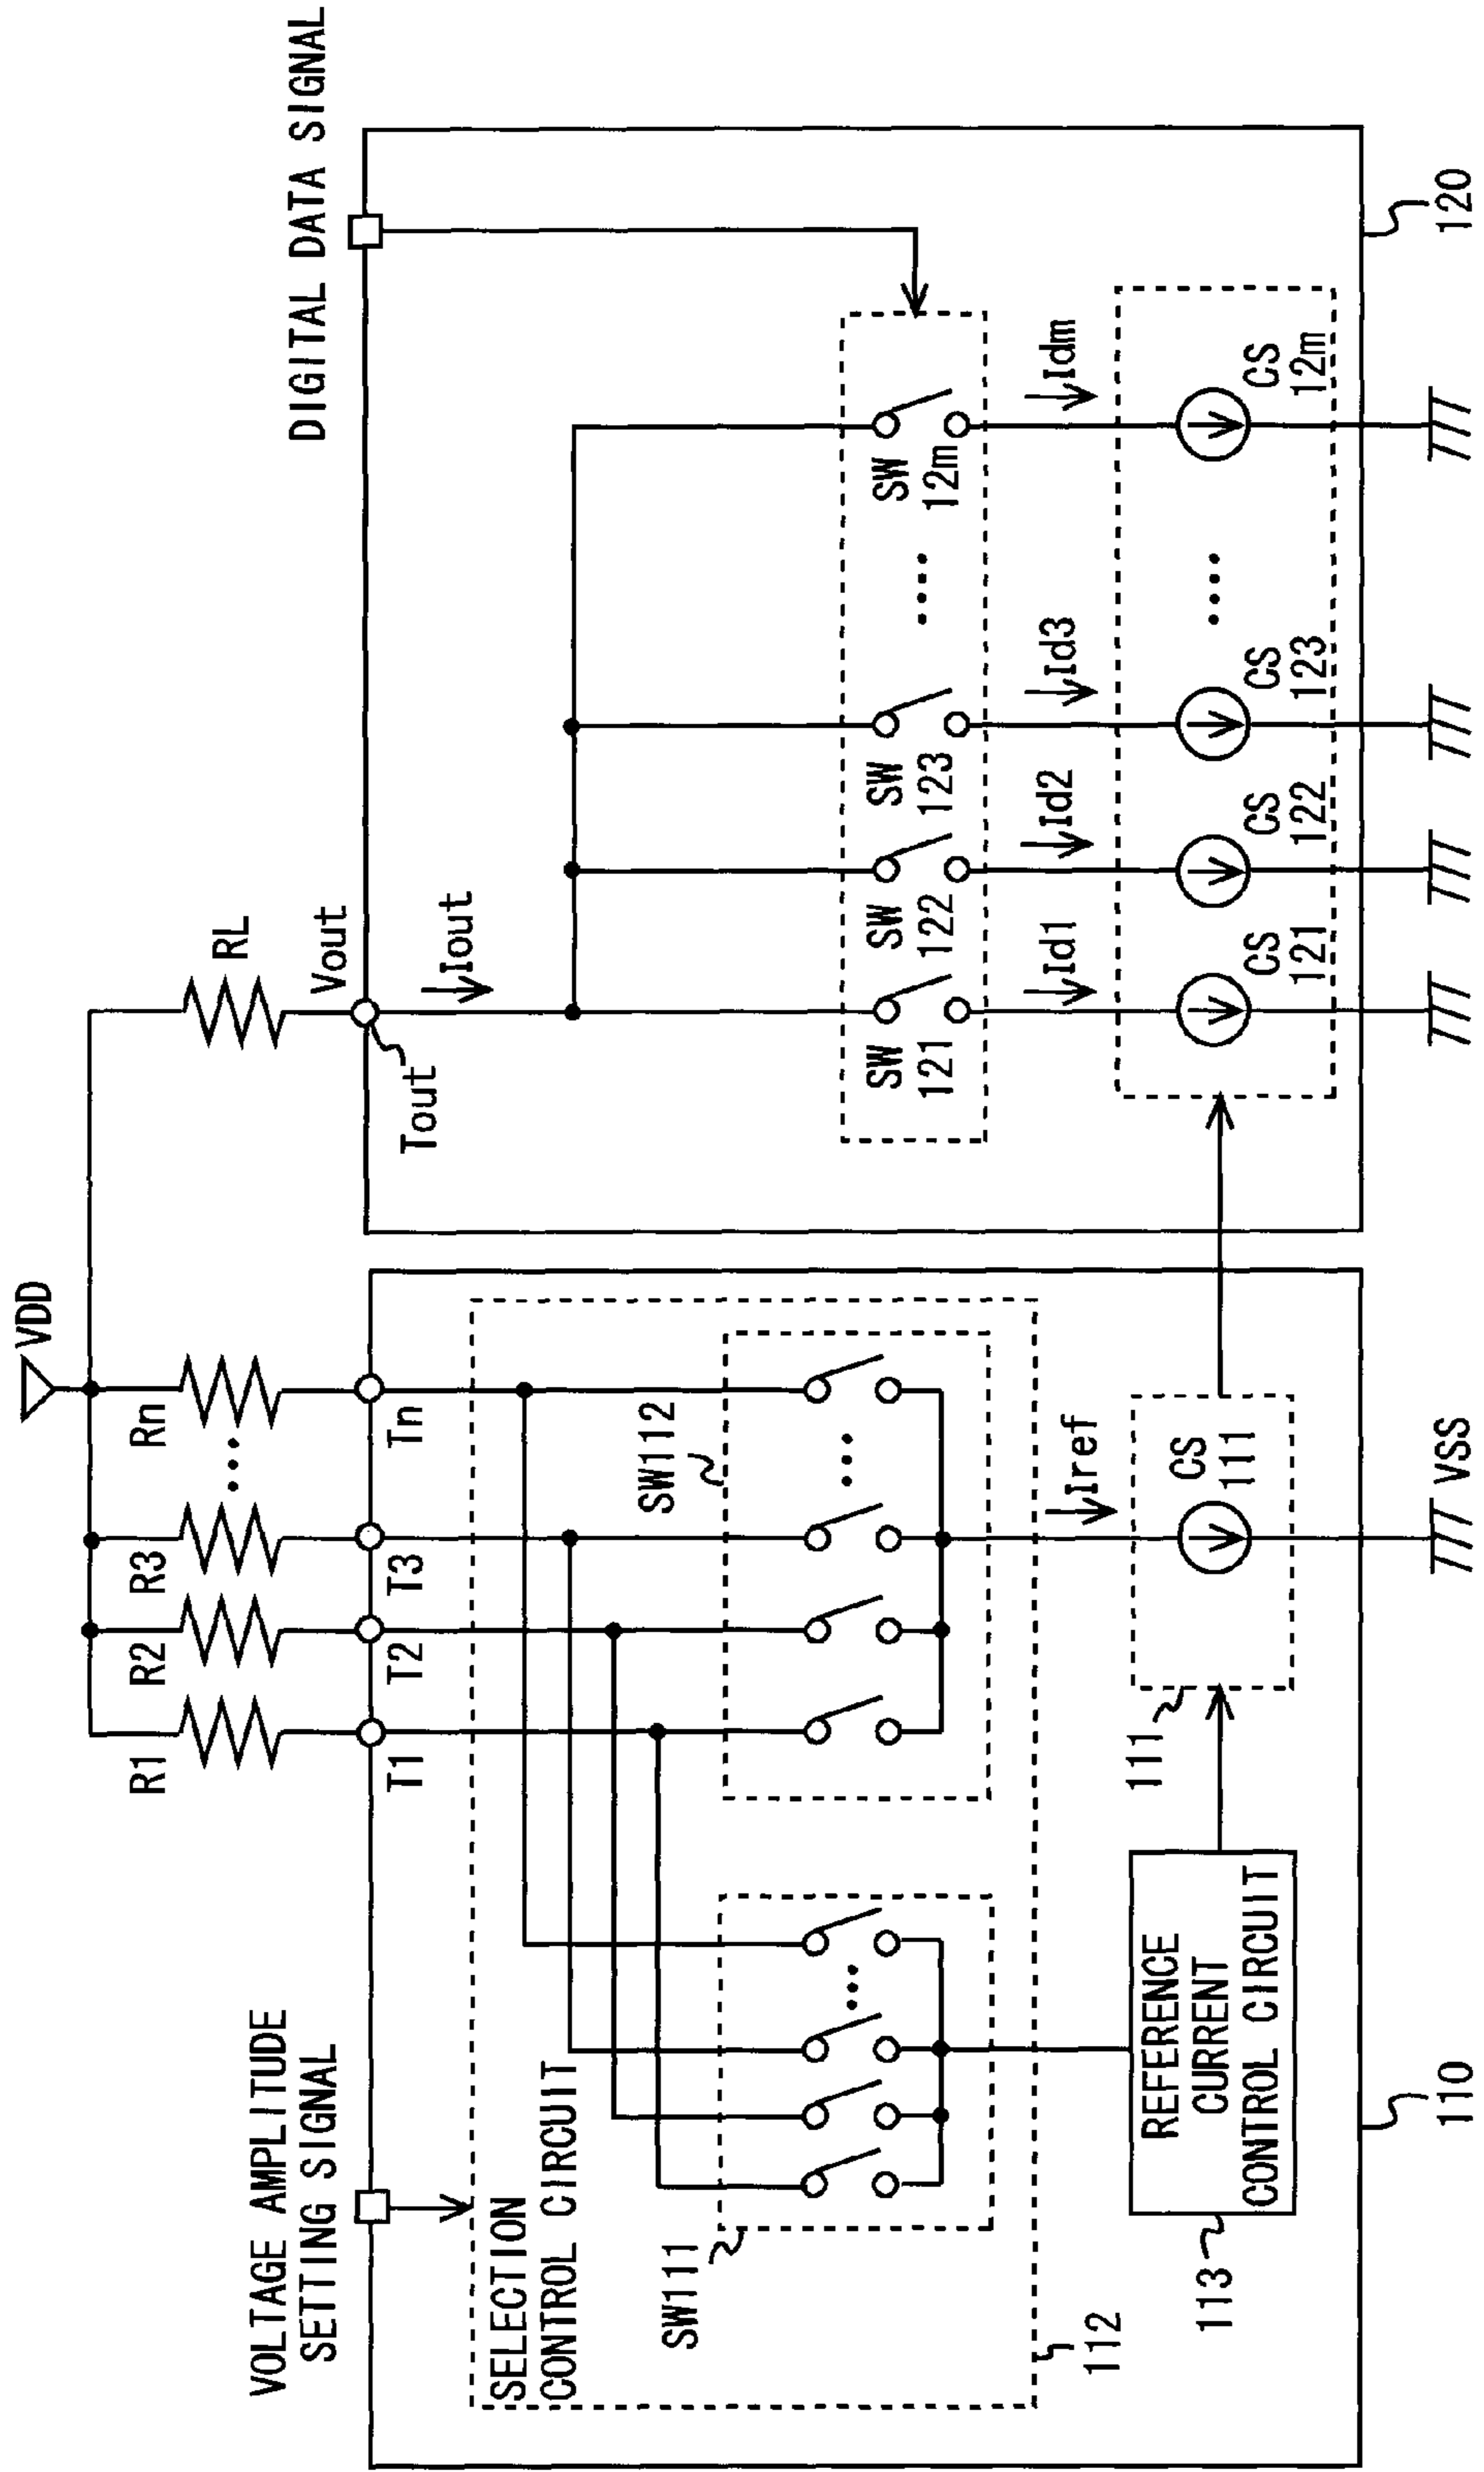 VDD
VOLTAGE AMPLITUDE
SETTING SIGNAL
R1
R2
R3
Rn
RL
DIGITAL DATA SIGNAL
T1
T2
T3
Tn
Tout
Vout
Iout
SELECTION
CONTROL CIRCUIT
SW111
SW112
112
Iref
REFERENCE
CURRENT
CONTROL CIRCUIT
113
111
CS
111
VSS
110
SW
121
SW
122
SW
123
SW
12m
Id1
Id2
Id3
Idm
CS
121
CS
122
CS
123
CS
12m
120